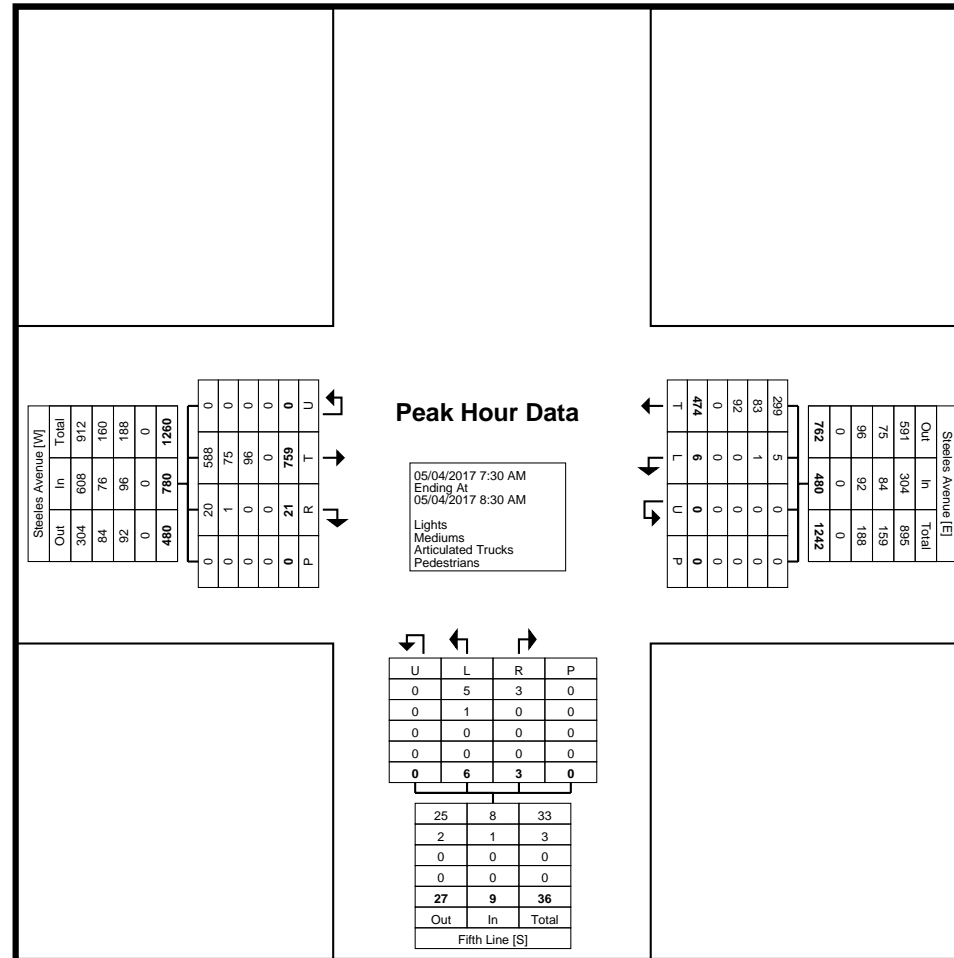 Peak Hour Data
05/04/2017 7:30 AM
Ending At
05/04/2017 8:30 AM
Lights
Mediums
Articulated Trucks
Pedestrians
Steeles Avenue [W]
Total In Out
912 608 304
160 76 84
188 96 92
0 0 0
1260 780 480
0 588 20 0
0 75 1 0
0 96 0 0
0 0 0 0
0 759 21 0
U T R P
Steeles Avenue [E]
Out In Total
591 304 895
75 84 159
96 92 188
0 0 0
762 480 1242
299 5 0 0
83 1 0 0
92 0 0 0
0 0 0 0
474 6 0 0
T L U P
U L R P
0 5 3 0
0 1 0 0
0 0 0 0
0 0 0 0
0 6 3 0
25 8 33
2 1 3
0 0 0
0 0 0
27 9 36
Out In Total
Fifth Line [S]